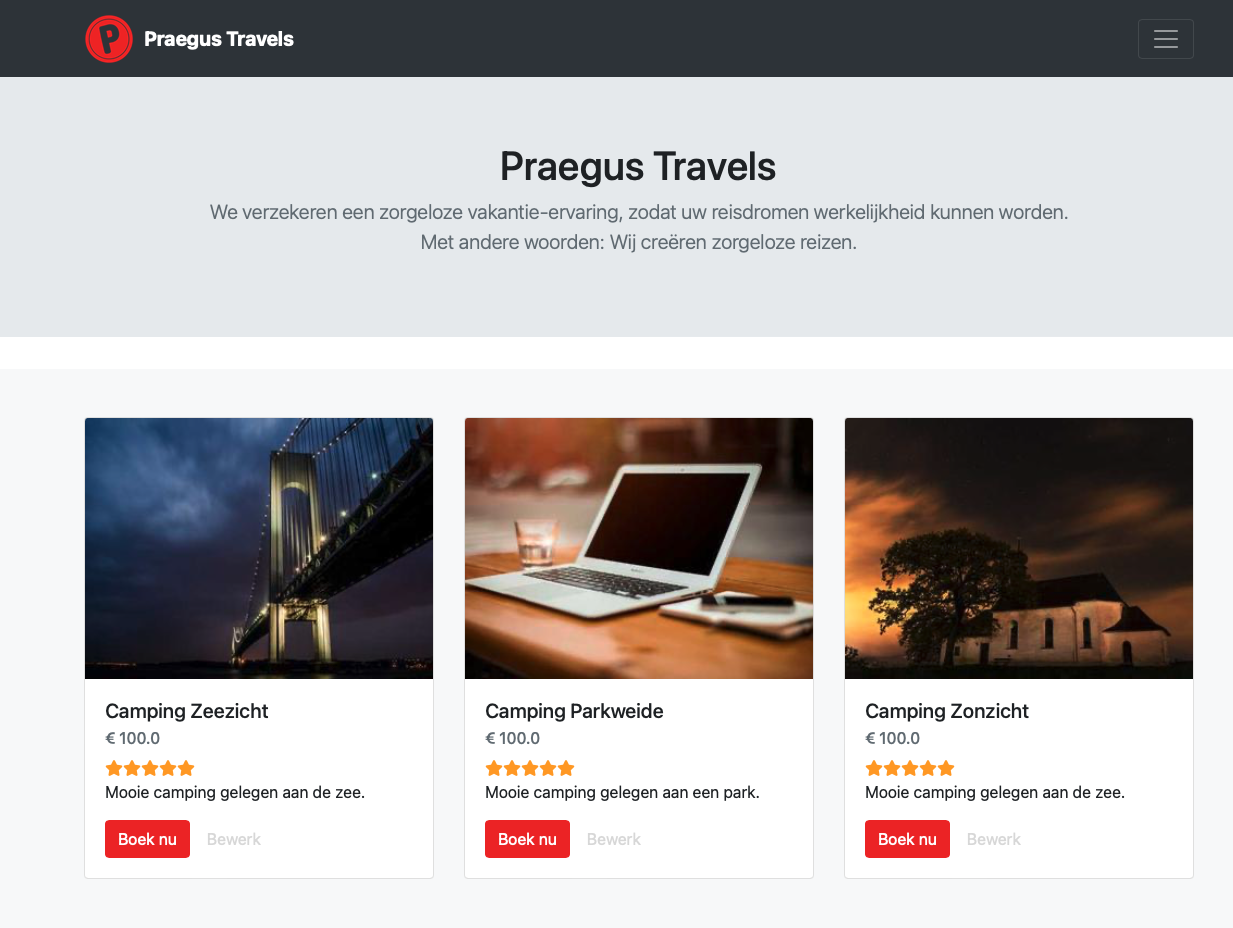 Praegus Travels
Praegus Travels
We verzekeren een zorgeloze vakantie-ervaring, zodat uw reisdromen werkelijkheid kunnen worden.
Met andere woorden: Wij creëren zorgeloze reizen.
Camping Zeezicht
€ 100.0
Mooie camping gelegen aan de zee.
Boek nu Bewerk
Camping Parkweide
€ 100.0
Mooie camping gelegen aan een park.
Boek nu Bewerk
Camping Zonzicht
€ 100.0
Mooie camping gelegen aan de zee.
Boek nu Bewerk